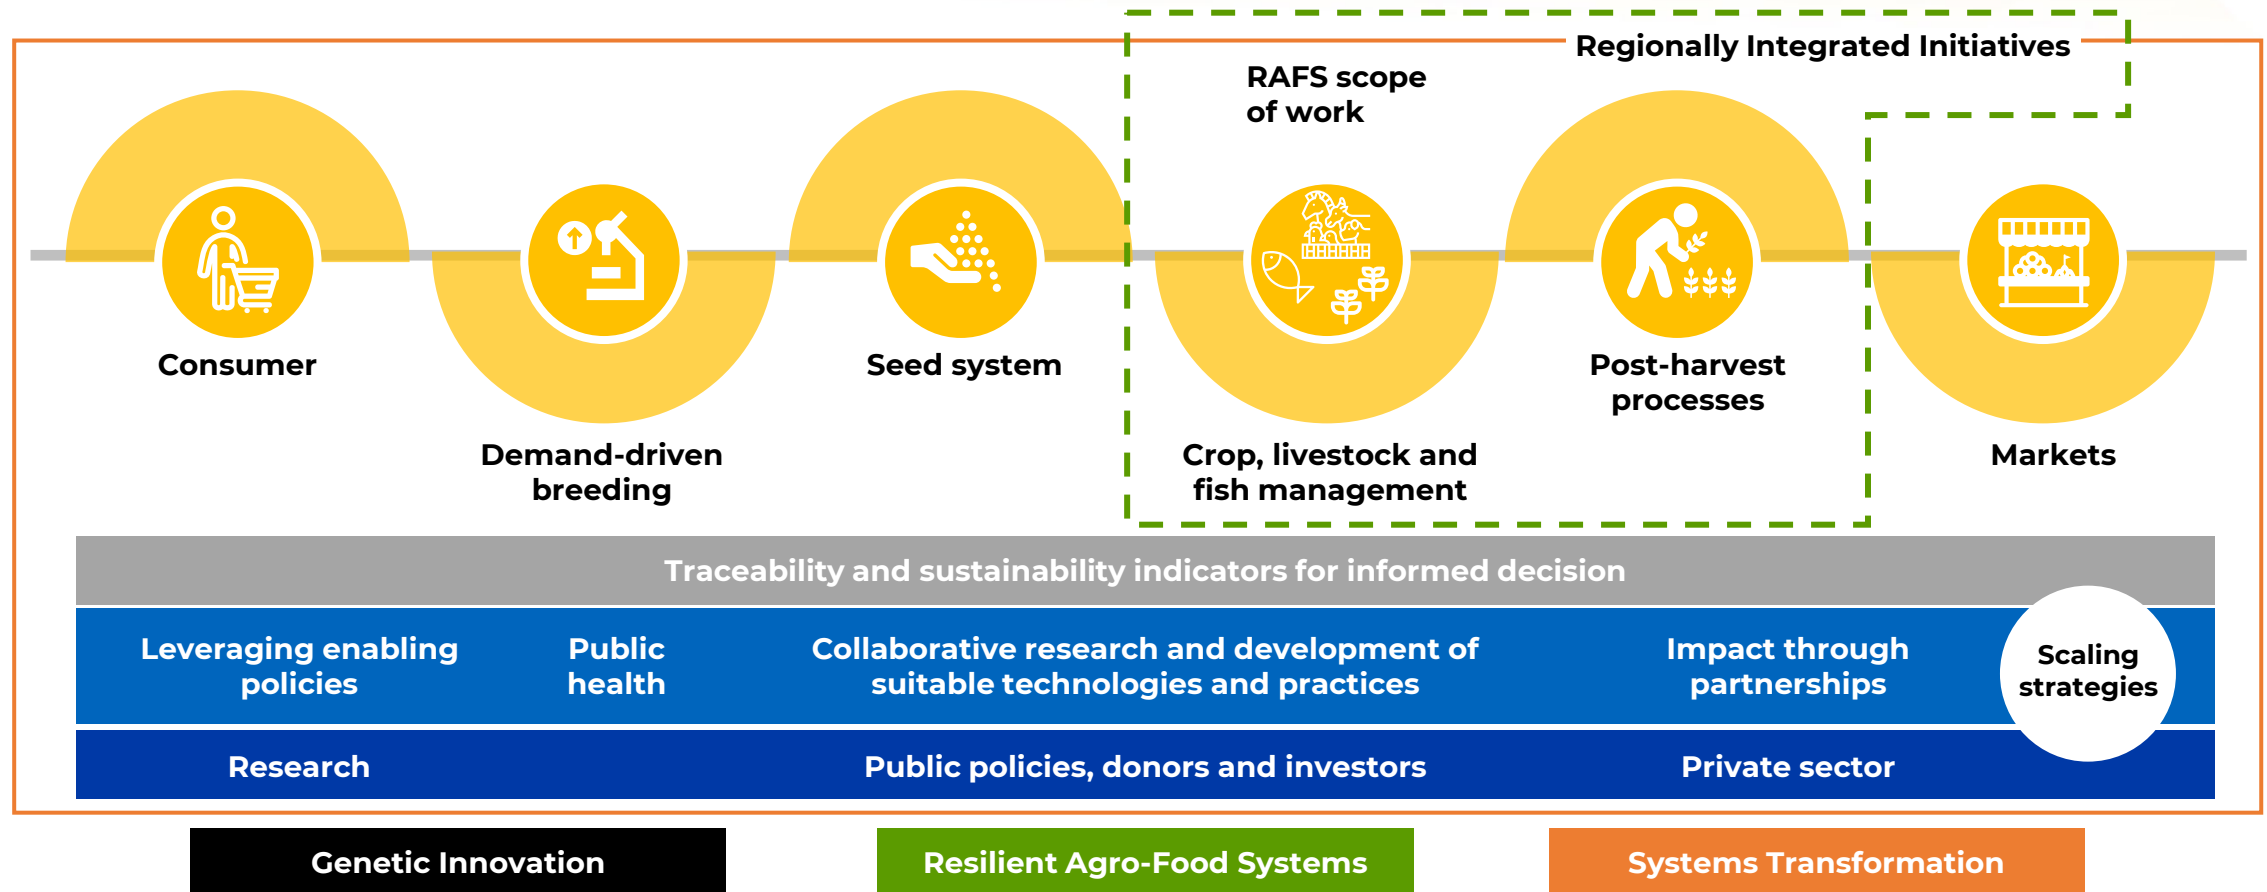 Regionally Integrated Initiatives
RAFS scope
of work
Consumer
Demand-driven
breeding
Seed system
Crop, livestock and
fish management
Post-harvest
processes
Markets
Traceability and sustainability indicators for informed decision
Leveraging enabling
policies
Public
health
Collaborative research and development of
suitable technologies and practices
Impact through
partnerships
Scaling
strategies
Research
Public policies, donors and investors
Private sector
Genetic Innovation
Resilient Agro-Food Systems
Systems Transformation